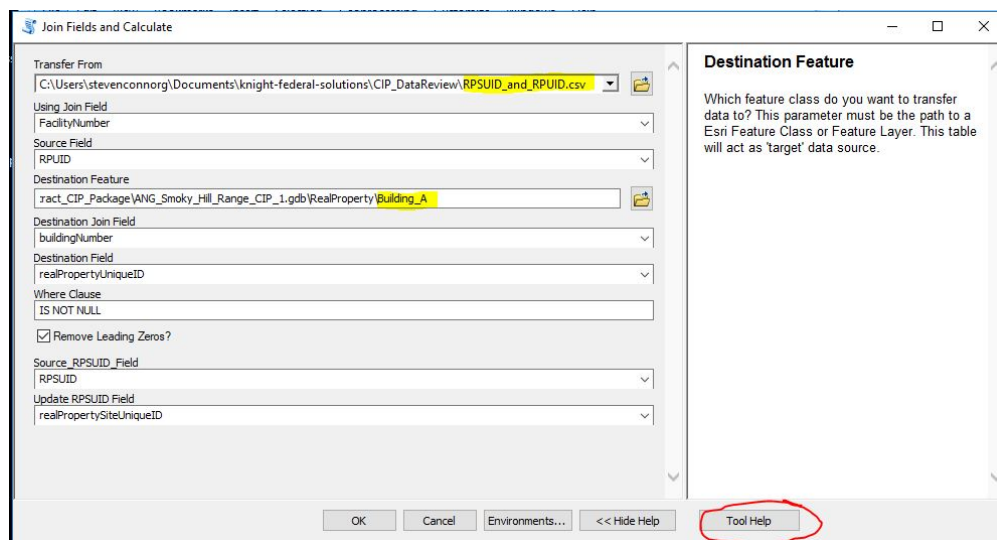 Join Fields and Calculate
Transfer From
C:\Users\stevenconnorg\Documents\knight-federal-solutions\CIP_DataReview\RPSUID_and_RPUID.csv
Using Join Field
FacilityNumber
Source Field
RPUID
Destination Feature
:ract_CIP_Package\ANG_Smoky_Hill_Range_CIP_1.gdb\RealProperty\Building_A
Destination Join Field
buildingNumber
Destination Field
realPropertyUniqueID
Where Clause
IS NOT NULL
Remove Leading Zeros?
Source_RPSUID_Field
RPSUID
Update RPSUID Field
realPropertySiteUniqueID
OK
Cancel
Environments...
<< Hide Help
Tool Help
Destination Feature
Which feature class do you want to transfer
data to? This parameter must be the path to a
Esri Feature Class or Feature Layer. This table
will act as 'target' data source.